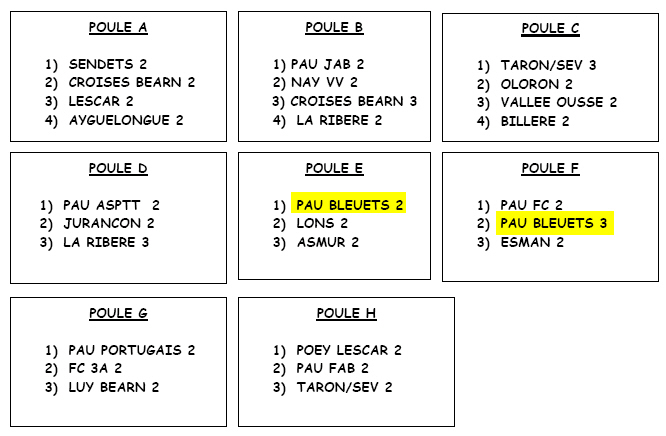 POULE A
1) SENDETS 2
2) CROISES BEARN 2
3) LESCAR 2
4) AYGUELONGUE 2
POULE B
1) PAU JAB 2
2) NAY VV 2
3) CROISES BEARN 3
4) LA RIBERE 2
POULE C
1) TARON/SEV 3
2) OLORON 2
3) VALLEE OUSSE 2
4) BILLERE 2
POULE D
1) PAU ASPTT 2
2) JURANCON 2
3) LA RIBERE 3
POULE E
1) PAU BLEUETS 2
2) LONS 2
3) ASMUR 2
POULE F
1) PAU FC 2
2) PAU BLEUETS 3
3) ESMAN 2
POULE G
1) PAU PORTUGAIS 2
2) FC 3A 2
3) LUY BEARN 2
POULE H
1) POEY LESCAR 2
2) PAU FAB 2
3) TARON/SEV 2